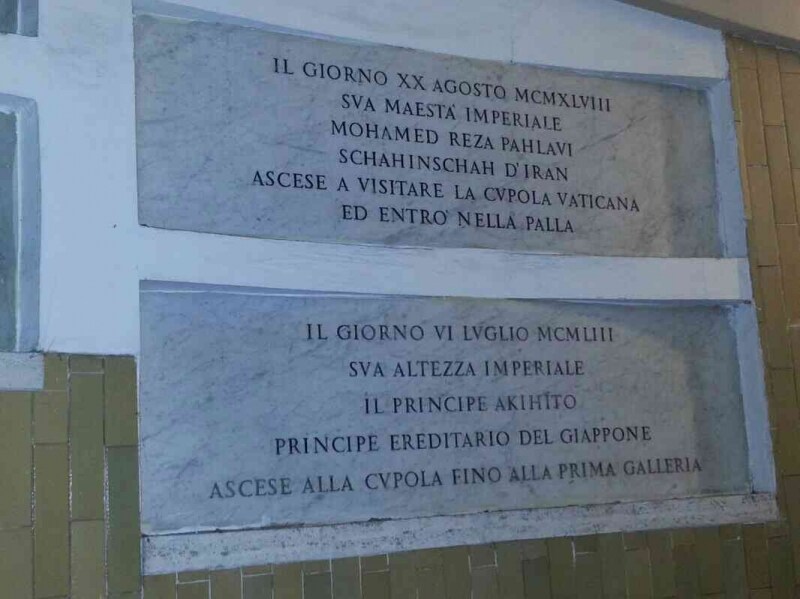 IL GIORNO XX AGOSTO MCMXLVIII
SVA MAESTA' IMPERIALE
MOHAMED REZA PAHLAVI
SCHAHINSCHAH D'IRAN
ASCESE A VISITARE LA CVPOLA VATICANA
ED ENTRO' NELLA PALLA
IL GIORNO VI LVGLIO MCMLIII
SVA ALTEZZA IMPERIALE
IL PRINCIPE AKIHITO
PRINCIPE EREDITARIO DEL GIAPPONE
ASCESE ALLA CVPOLA FINO ALLA PRIMA GALLERIA